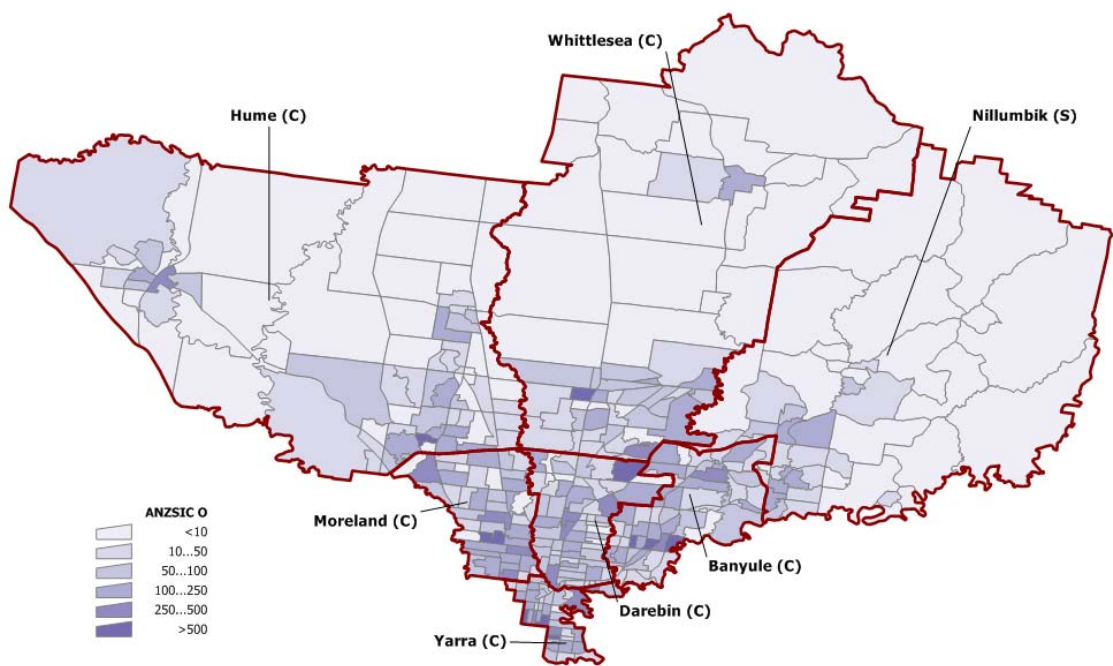 Whittlesea (C)
Hume (C)
Nillumbik (S)
ANZSIC O
<10
10...50
50...100
100...250
250...500
>500
Moreland (C)
Banyule (C)
Darebin (C)
Yarra (C)